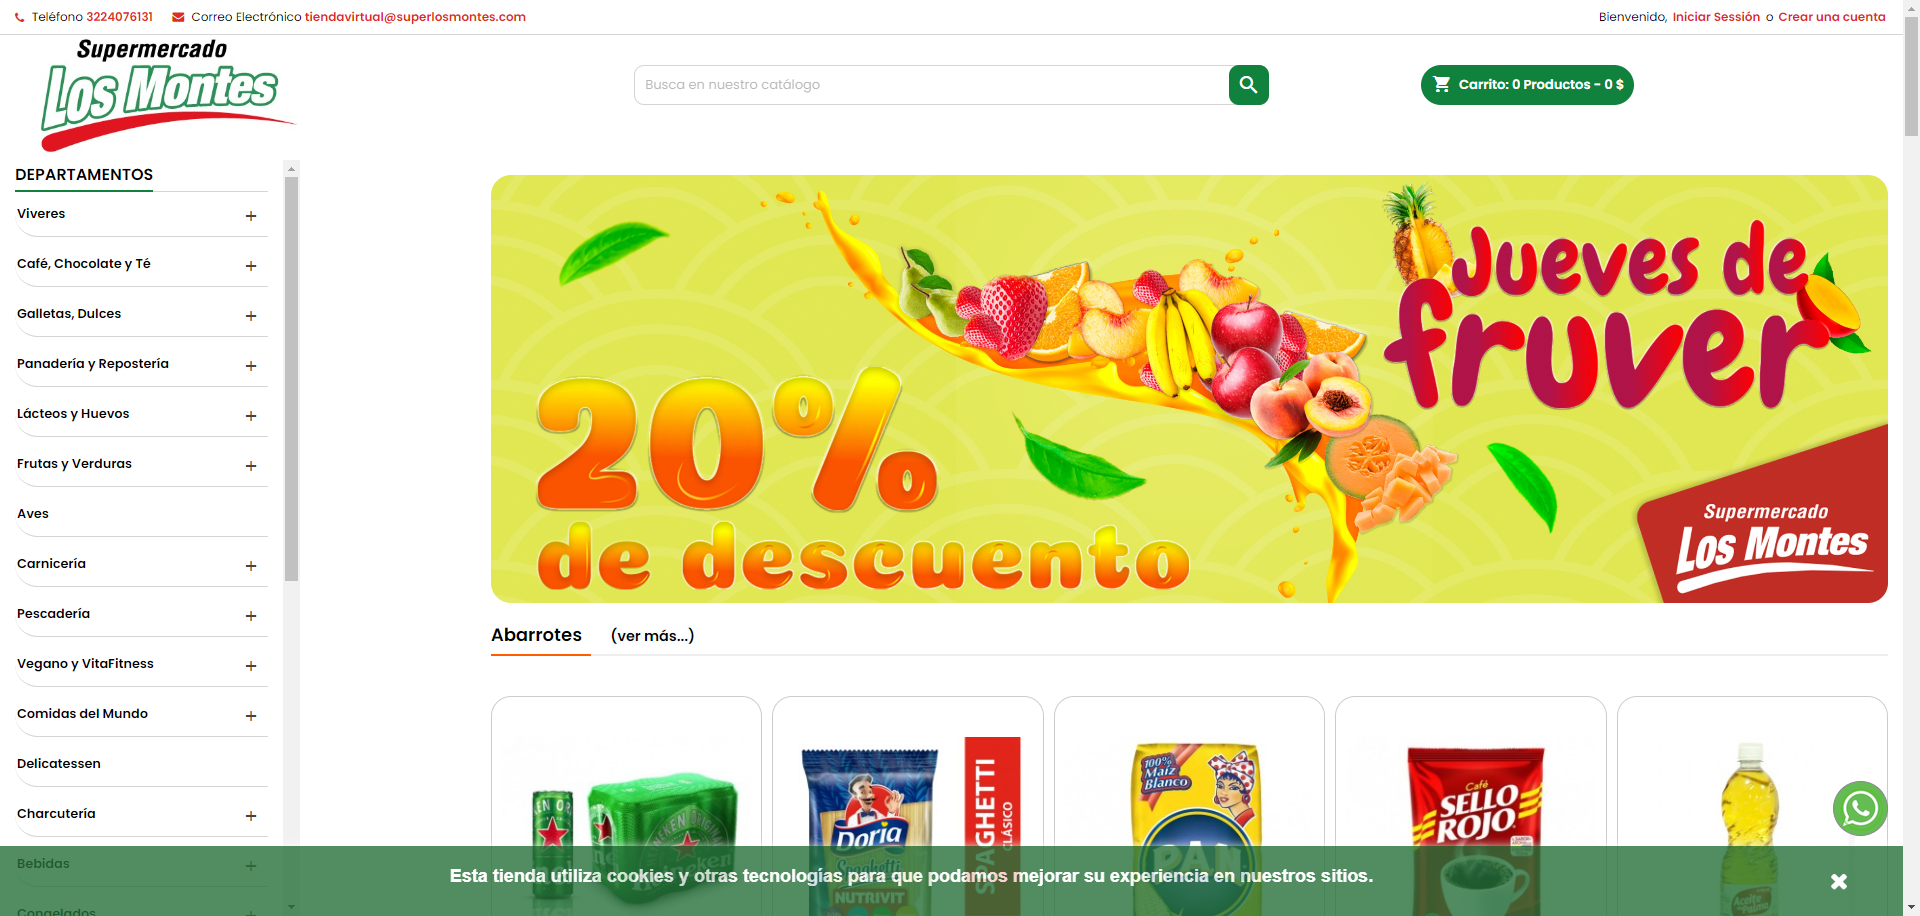 Teléfono 3224076131 Correo Electrónico tiendavirtual@superlosmontes.com
Bienvenido, Iniciar Sessión o Crear una cuenta
Supermercado
Los Montes
Busca en nuestro catálogo
Carrito: 0 Productos - 0 $
DEPARTAMENTOS
Viveres
Café, Chocolate y Té
Galletas, Dulces
Panadería y Repostería
Lácteos y Huevos
Frutas y Verduras
Aves
Carnicería
Pescadería
Vegano y VitaFitness
Comidas del Mundo
Delicatessen
Charcutería
Bebidas
Congelados
Jueves de
fruver
20%
de descuento
Supermercado
Los Montes
Abarrotes (ver más...)
Doria
Spaghetti
NUTRIVIT
SPAGHETTI
CLÁSICO
100%
Maíz
Blanco
PAN
Café
SELLO
ROJO
Esta tienda utiliza cookies y otras tecnologías para que podamos mejorar su experiencia en nuestros sitios.